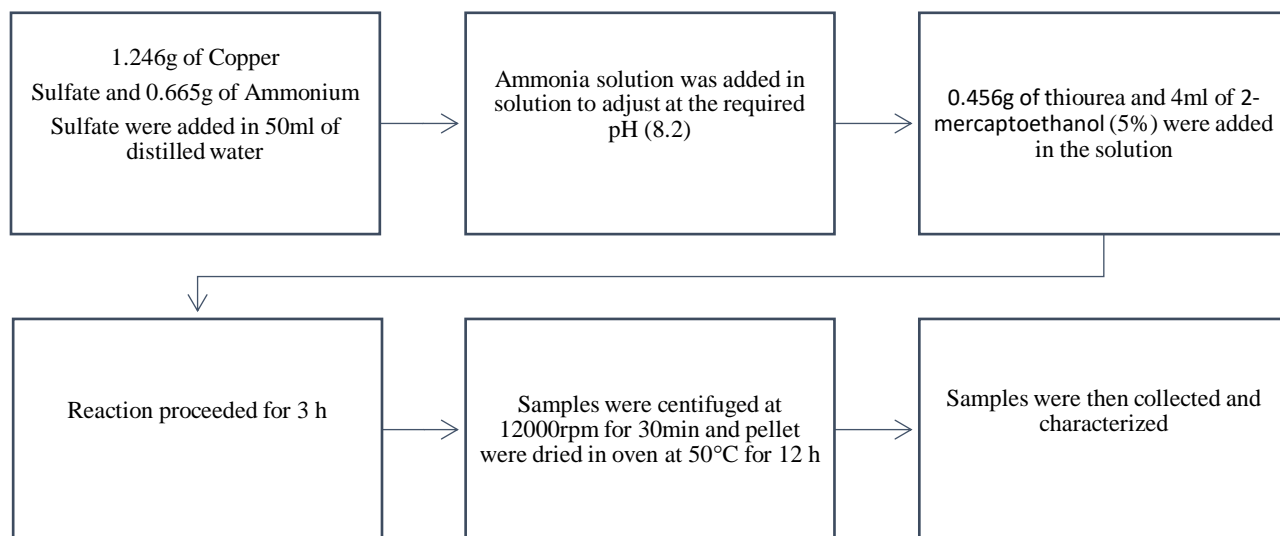 1.246g of Copper
Sulfate and 0.665g of Ammonium
Sulfate were added in 50ml of
distilled water
Ammonia solution was added in
solution to adjust at the required
pH (8.2)
0.456g of thiourea and 4ml of 2-
mercaptoethanol (5%) were added
in the solution
Reaction proceeded for 3 h
Samples were centifuged at
12000rpm for 30min and pellet
were dried in oven at 50°C for 12 h
Samples were then collected and
characterized